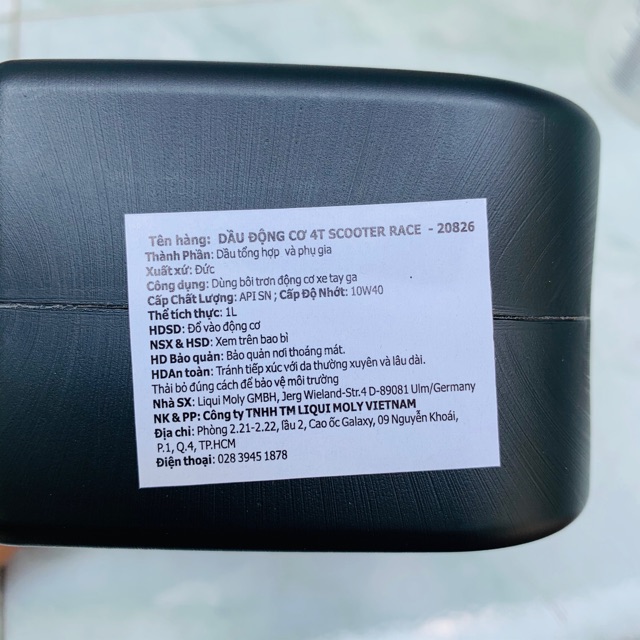 Tên hàng: DẦU ĐỘNG CƠ 4T SCOOTER RACE - 20826
Thành Phần: Dầu tổng hợp và phụ gia
Xuất xứ: Đức
Công dụng: Dùng bôi trơn động cơ xe tay ga
Cấp Chất Lượng: API SN ; Cấp Độ Nhớt: 10W40
Thể tích thực: 1L
HDSD: Đổ vào động cơ
NSX & HSD: Xem trên bao bì
HD Bảo quản: Bảo quản nơi thoáng mát.
HDAn toàn: Tránh tiếp xúc với da thường xuyên và lâu dài.
Thải bỏ đúng cách để bảo vệ môi trường
Nhà SX: Liqui Moly GMBH, Jerg Wieland-Str.4 D-89081 Ulm/Germany
NK & PP: Công ty TNHH TM LIQUI MOLY VIETNAM
Địa chỉ: Phòng 2.21-2.22, lầu 2, Cao ốc Galaxy, 09 Nguyễn Khoái,
P.1, Q.4, TP.HCM
Điện thoại: 028 3945 1878